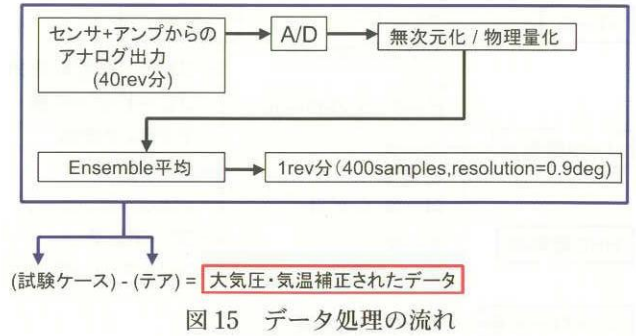 センサ+アンプからの
アナログ出力
(40rev分)
A/D
無次元化 / 物理量化
Ensemble平均
1rev分(400samples,resolution=0.9deg)
(試験ケース) - (テア) = 大気圧・気温補正されたデータ
図15 データ処理の流れ